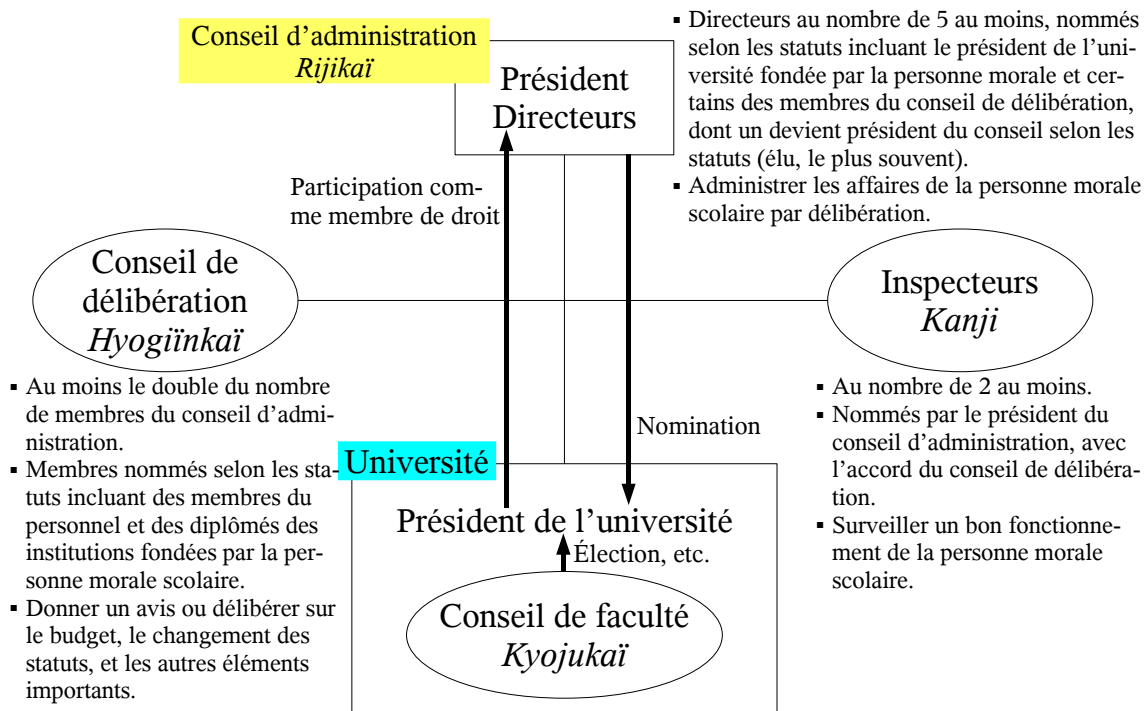 Conseil d’administration
Rijikaï
Président
Directeurs
▪ Directeurs au nombre de 5 au moins, nommés
selon les statuts incluant le président de l’uni-
versité fondée par la personne morale et cer-
tains des membres du conseil de délibération,
dont un devient président du conseil selon les
statuts (élu, le plus souvent).
▪ Administrer les affaires de la personne morale
scolaire par délibération.
Participation com-
me membre de droit
Conseil de
délibération
Hyogiïnkaï
Inspecteurs
Kanji
▪ Au moins le double du nombre
de membres du conseil d’admi-
nistration.
▪ Membres nommés selon les sta-
tuts incluant des membres du
personnel et des diplômés des
institutions fondées par la per-
sonne morale scolaire.
▪ Donner un avis ou délibérer sur
le budget, le changement des
statuts, et les autres éléments
importants.
▪ Au nombre de 2 au moins.
▪ Nommés par le président du
conseil d’administration, avec
l’accord du conseil de délibéra-
tion.
▪ Surveiller un bon fonctionne-
ment de la personne morale
scolaire.
Nomination
Université
Président de l’université
Élection, etc.
Conseil de faculté
Kyojukaï